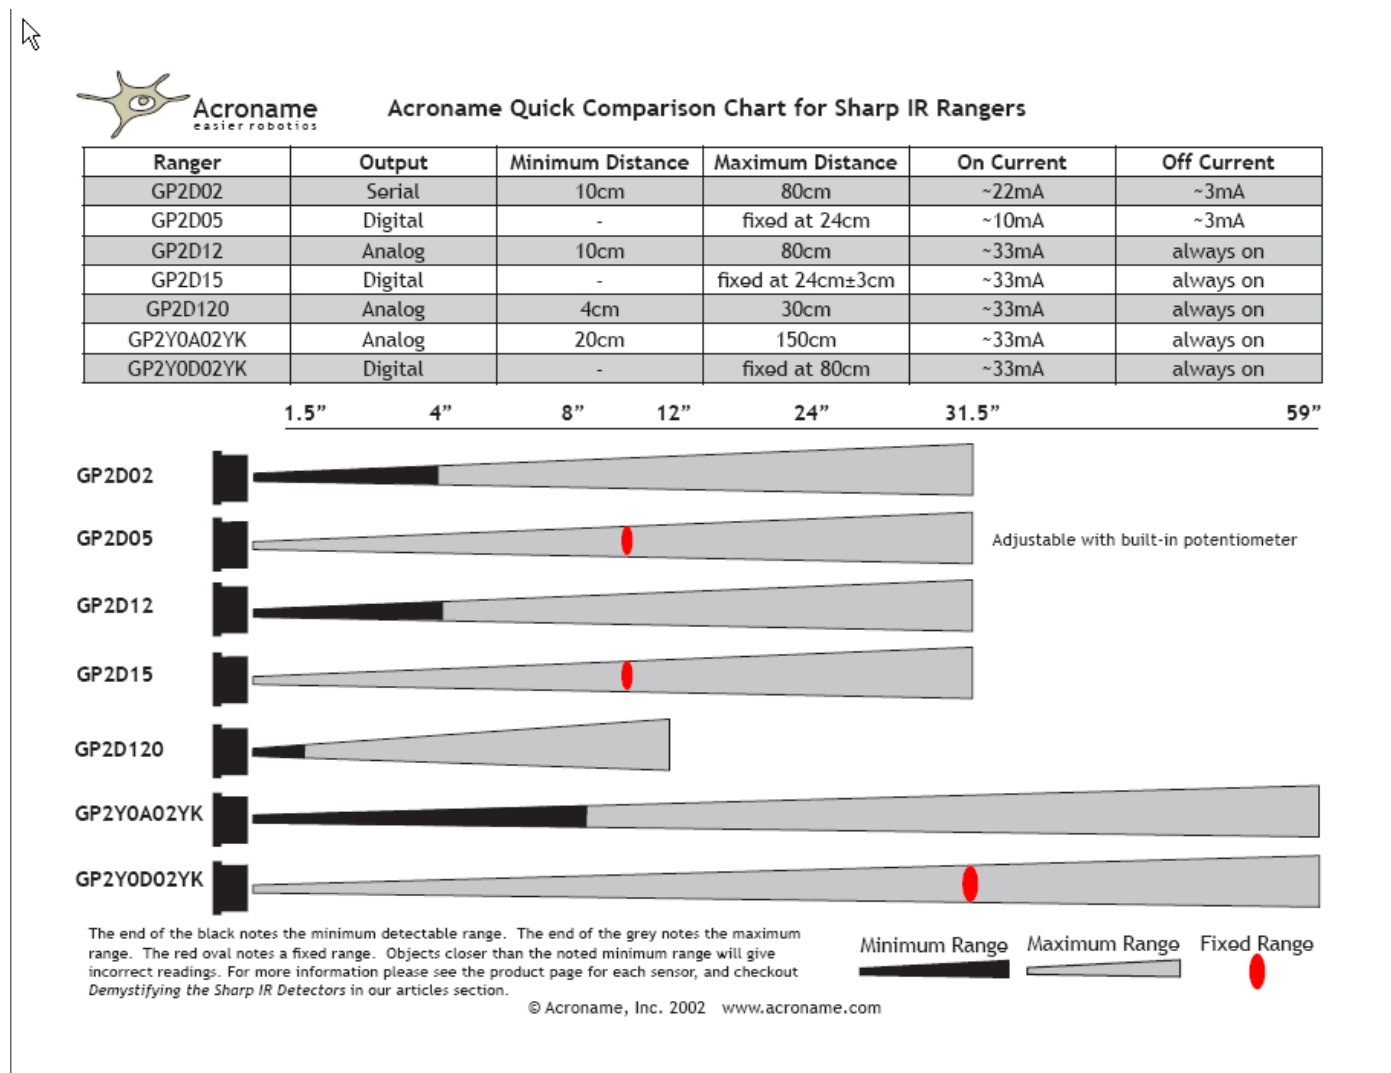 Acroname
easier robotics
Acroname Quick Comparison Chart for Sharp IR Rangers
Ranger Output Minimum Distance Maximum Distance On Current Off Current
GP2D02 Serial 10cm 80cm ~22mA ~3mA
GP2D05 Digital - fixed at 24cm ~10mA ~3mA
GP2D12 Analog 10cm 80cm ~33mA always on
GP2D15 Digital - fixed at 24cm±3cm ~33mA always on
GP2D120 Analog 4cm 30cm ~33mA always on
GP2Y0A02YK Analog 20cm 150cm ~33mA always on
GP2Y0D02YK Digital - fixed at 80cm ~33mA always on
1.5” 4” 8” 12” 24” 31.5” 59”
GP2D02
GP2D05 Adjustable with built-in potentiometer
GP2D12
GP2D15
GP2D120
GP2Y0A02YK
GP2Y0D02YK
The end of the black notes the minimum detectable range. The end of the grey notes the maximum
range. The red oval notes a fixed range. Objects closer than the noted minimum range will give
incorrect readings. For more information please see the product page for each sensor, and checkout
Demystifying the Sharp IR Detectors in our articles section.
Minimum Range Maximum Range Fixed Range
© Acroname, Inc. 2002 www.acroname.com